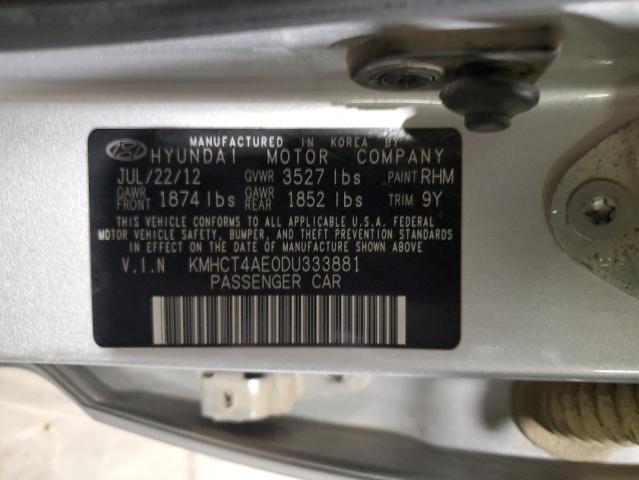 MANUFACTURED IN KOREA BY
HYUNDAI MOTOR COMPANY
JUL/22/12 GVWR 3527 lbs PAINT RHM
GAWR FRONT 1874 lbs GAWR REAR 1852 lbs TRIM 9Y
THIS VEHICLE CONFORMS TO ALL APPLICABLE U.S.A. FEDERAL
MOTOR VEHICLE SAFETY, BUMPER, AND THEFT PREVENTION STANDARDS
IN EFFECT ON THE DATE OF MANUFACTURE SHOWN ABOVE.
V.I.N KMHCT4AE0DU333881
PASSENGER CAR